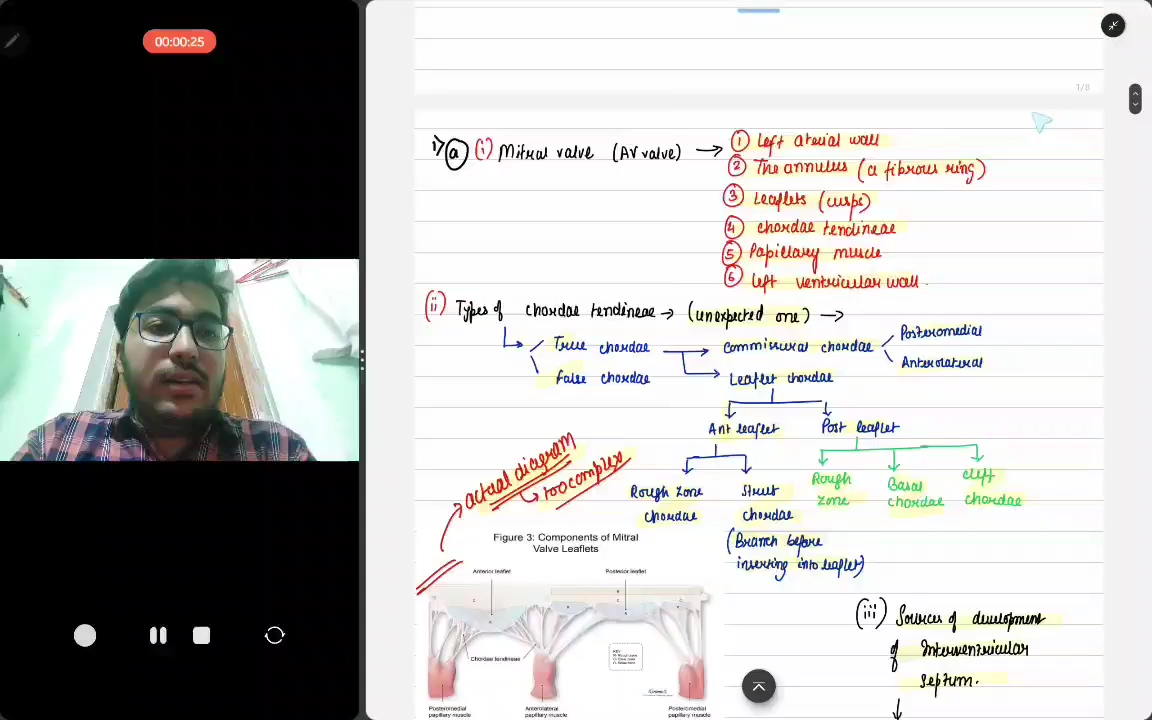 00:00:25
1/8
1) a (i) Mitral valve (AV valve) →
1 Left aterial wall
2 The annulus (a fibrous ring)
3 Leaflets (cusps)
4 chordae tendineae
5 Papillary muscle
6 left ventricular wall.
(ii) Types of chordae tendineae → (unexpected one) →
True chordae
False chordae
Commissural chordae
Posteromedial
Anterolateral
Leaflet chordae
Ant leaflet
Post leaflet
Rough zone chordae
Strut chordae
(Branch before inserting into leaflet)
Rough zone
Basal chordae
cleft chordae
actual diagram
→ too complex
Figure 3: Components of Mitral
Valve Leaflets
Anterior leaflet
Posterior leaflet
Chordae tendineae
Posteromedial
papillary muscle
Anterolateral
papillary muscle
Posteromedial
papillary muscle
(iii) Sources of development
of Interventricular
septum.